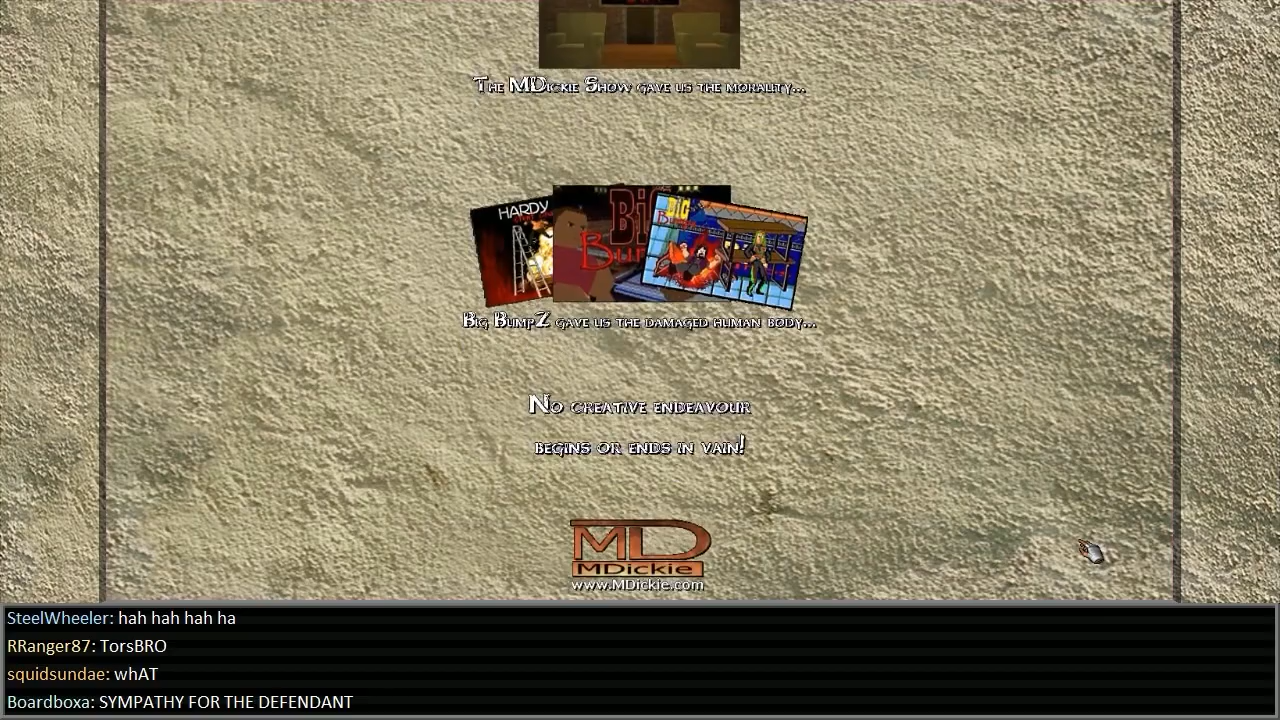 The MDickie Show gave us the morality...
HARDY
Big
Big BumpZ gave us the damaged human body...
No creative endeavour
begins or ends in vain!
MD
MDickie
www.MDickie.com
SteelWheeler: hah hah hah ha
RRanger87: TorsBRO
squidsundae: whAT
Boardboxa: SYMPATHY FOR THE DEFENDANT